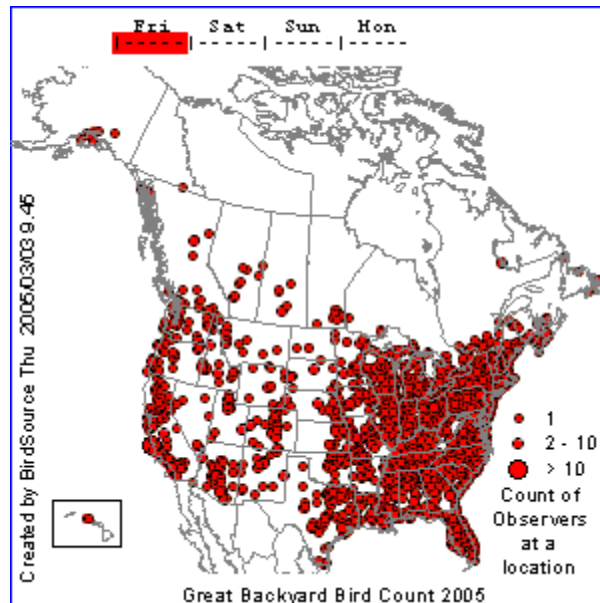 Fri Sat Sun Mon
|-----|-----|-----|-----
Created by BirdSource Thu 2005/03/03 9.45
1
2 - 10
> 10
Count of
Observers
at a
location
Great Backyard Bird Count 2005